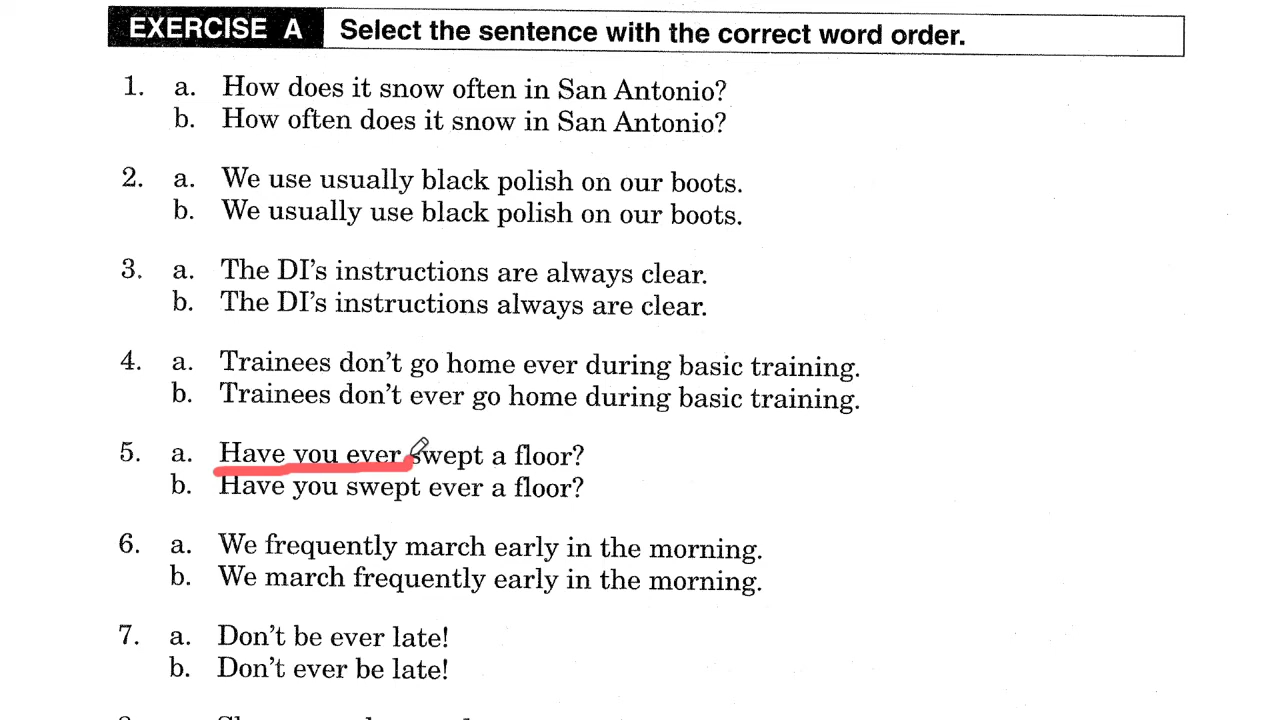 EXERCISE A Select the sentence with the correct word order.
1. a. How does it snow often in San Antonio?
b. How often does it snow in San Antonio?
2. a. We use usually black polish on our boots.
b. We usually use black polish on our boots.
3. a. The DI's instructions are always clear.
b. The DI's instructions always are clear.
4. a. Trainees don't go home ever during basic training.
b. Trainees don't ever go home during basic training.
5. a. Have you ever swept a floor?
b. Have you swept ever a floor?
6. a. We frequently march early in the morning.
b. We march frequently early in the morning.
7. a. Don't be ever late!
b. Don't ever be late!